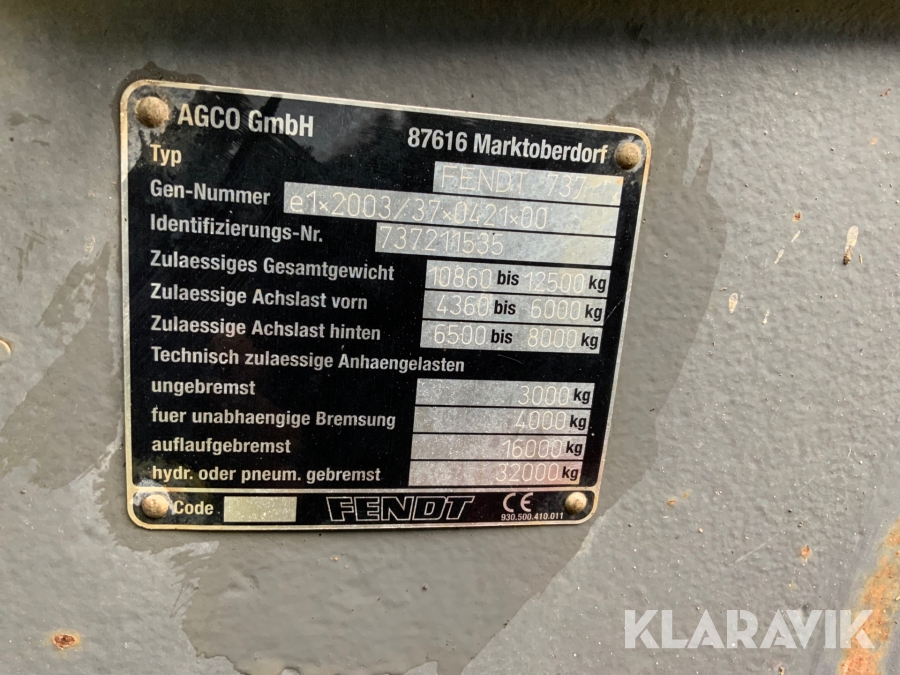 AGCO GmbH
87616 Marktoberdorf
Typ FENDT 737
Gen-Nummer e1×2003/37×0421×00
Identifizierungs-Nr. 737211535
Zulaessiges Gesamtgewicht 10860 bis 12500 kg
Zulaessige Achslast vorn 4360 bis 6000 kg
Zulaessige Achslast hinten 6500 bis 8000 kg
Technisch zulaessige Anhaengelasten
ungebremst 3000 kg
fuer unabhaengige Bremsung 4000 kg
auflaufgebremst 16000 kg
hydr. oder pneum. gebremst 32000 kg
Code FENDT CE
930.500.410.011
KLARAVIK